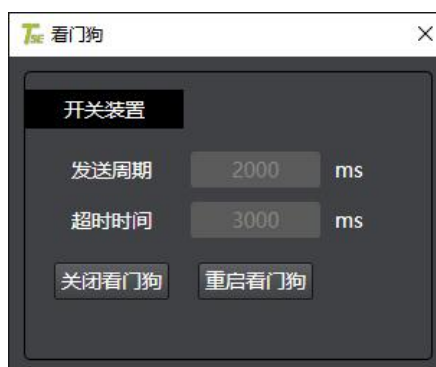 TSE 看门狗
开关装置
发送周期 2000 ms
超时时间 3000 ms
关闭看门狗 重启看门狗